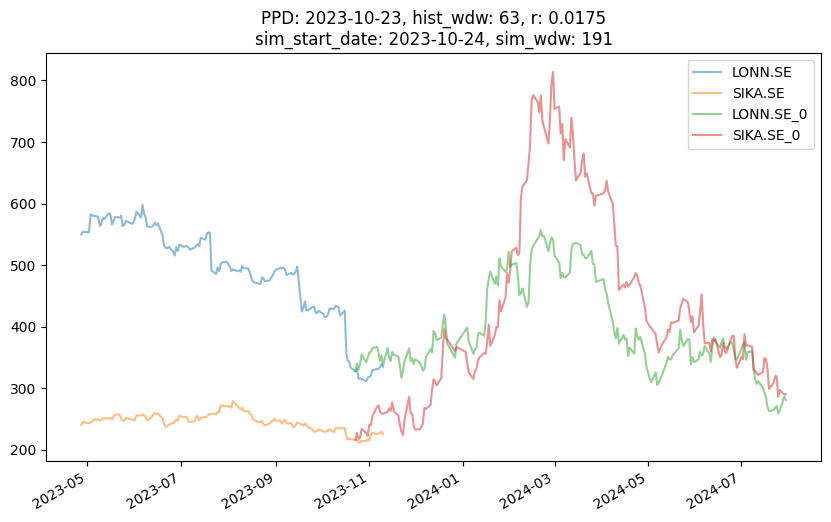 PPD: 2023-10-23, hist_wdw: 63, r: 0.0175
sim_start_date: 2023-10-24, sim_wdw: 191
LONN.SE
SIKA.SE
LONN.SE_0
SIKA.SE_0
800
700
600
500
400
300
200
2023-05
2023-07
2023-09
2023-11
2024-01
2024-03
2024-05
2024-07